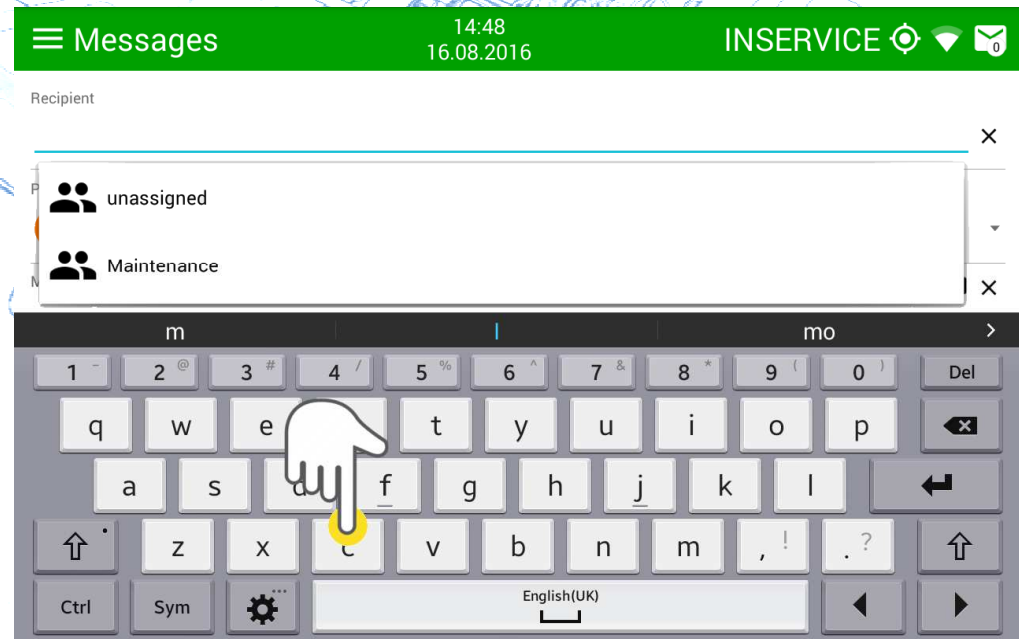 Messages
14:48
16.08.2016
INSERVICE
0
Recipient
P
unassigned
Maintenance
M
m l mo >
1 - 2 @ 3 # 4 / 5 % 6 ^ 7 & 8 * 9 ( 0 ) Del
q w e t y u i o p
a s d f g h j k l
z x c v b n m , ! . ?
Ctrl Sym English(UK)